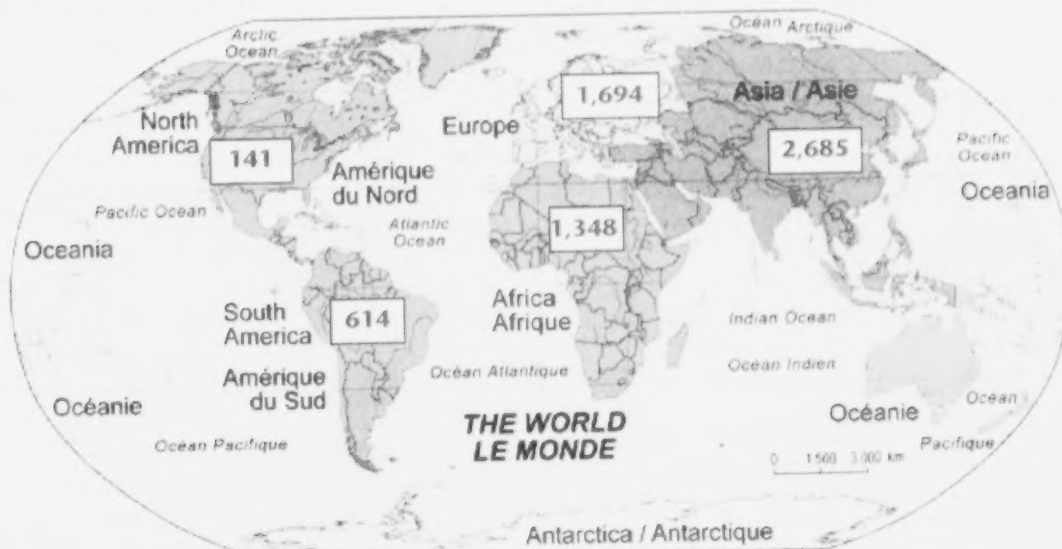 Arctic
Ocean
Océan Arctique
North
America
141
Amérique
du Nord
Europe
1,694
Asia / Asie
2,685
Pacific
Ocean
Oceania
Pacific Ocean
Atlantic
Ocean
1,348
Oceania
South
America
614
Africa
Afrique
Indian Ocean
Océan Atlantique
Océan Indien
Amérique
du Sud
Océanie
Océan Pacifique
THE WORLD
LE MONDE
Océanie
Océan
Pacifique
0 1 500 3 000 km
Antarctica / Antarctique